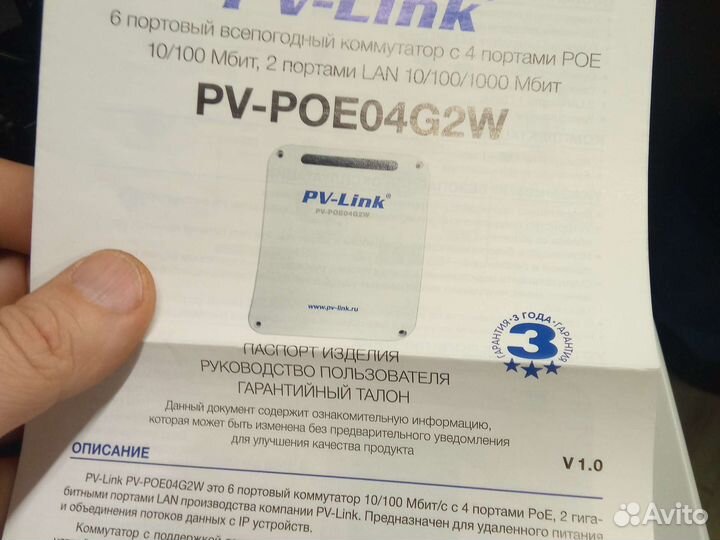 PV-Link®
6 портовый всепогодный коммутатор с 4 портами POE
10/100 Мбит, 2 портами LAN 10/100/1000 Мбит
PV-POE04G2W
PV-Link®
PV-POE04G2W
www.pv-link.ru
ГАРАНТИЯ · 3 ГОДА · ГАРАНТИЯ
3
ПАСПОРТ ИЗДЕЛИЯ
РУКОВОДСТВО ПОЛЬЗОВАТЕЛЯ
ГАРАНТИЙНЫЙ ТАЛОН
Данный документ содержит ознакомительную информацию,
которая может быть изменена без предварительного уведомления
для улучшения качества продукта
V 1.0
ОПИСАНИЕ
PV-Link PV-POE04G2W это 6 портовый коммутатор 10/100 Мбит/с с 4 портами PoE, 2 гига-
битными портами LAN производства компании PV-Link. Предназначен для удаленного питания
и объединения потоков данных с IP устройств.
Коммутатор с поддержкой
Avito